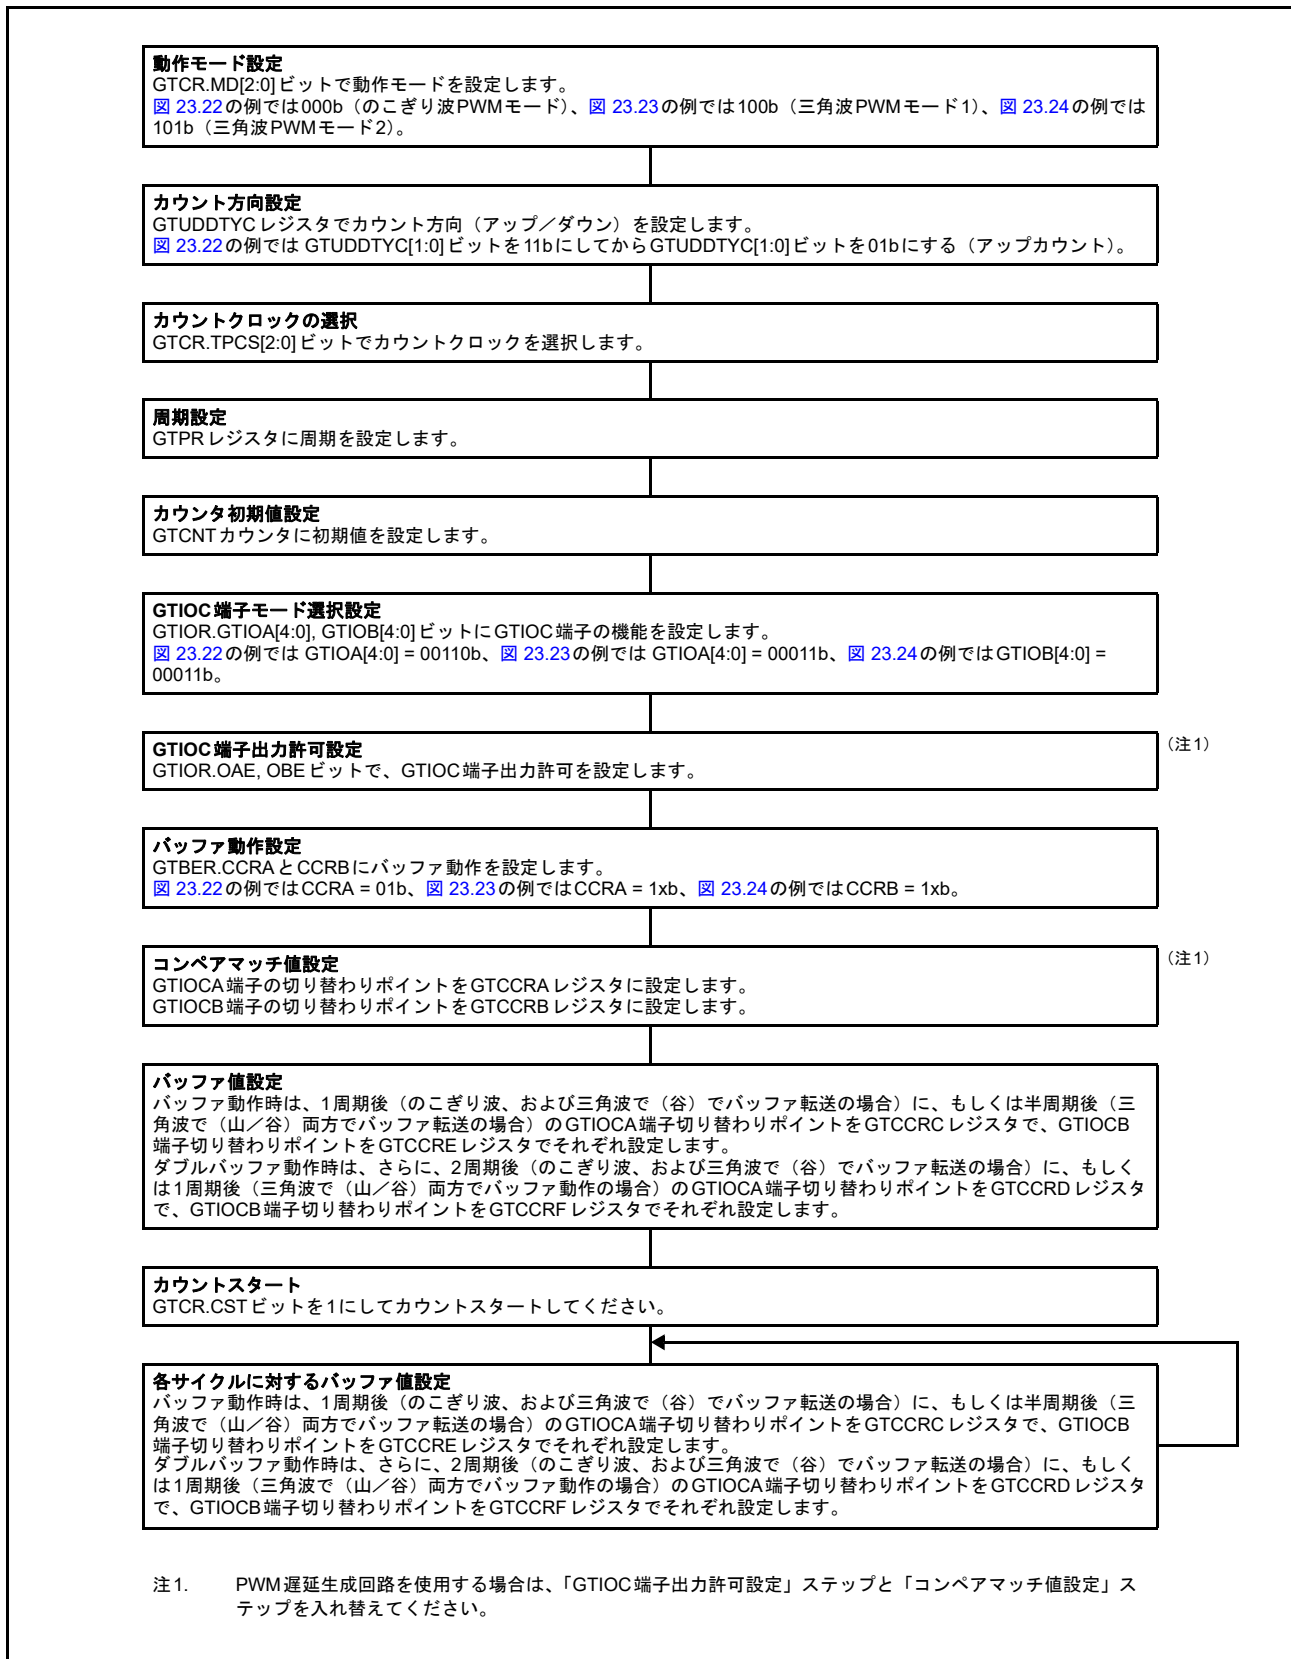 動作モード設定
GTCR.MD[2:0]ビットで動作モードを設定します。
図 23.22の例では000b（のこぎり波PWMモード）、図 23.23の例では100b（三角波PWMモード1）、図 23.24の例では
101b（三角波PWMモード2）。
カウント方向設定
GTUDDTYCレジスタでカウント方向（アップ／ダウン）を設定します。
図 23.22の例では GTUDDTYC[1:0]ビットを11bにしてからGTUDDTYC[1:0]ビットを01bにする（アップカウント）。
カウントクロックの選択
GTCR.TPCS[2:0]ビットでカウントクロックを選択します。
周期設定
GTPRレジスタに周期を設定します。
カウンタ初期値設定
GTCNTカウンタに初期値を設定します。
GTIOC端子モード選択設定
GTIOR.GTIOA[4:0], GTIOB[4:0]ビットにGTIOC端子の機能を設定します。
図 23.22の例では GTIOA[4:0] = 00110b、図 23.23の例では GTIOA[4:0] = 00011b、図 23.24の例ではGTIOB[4:0] =
00011b。
GTIOC端子出力許可設定
（注1）
GTIOR.OAE, OBEビットで、GTIOC端子出力許可を設定します。
バッファ動作設定
GTBER.CCRAとCCRBにバッファ動作を設定します。
図 23.22の例ではCCRA = 01b、図 23.23の例ではCCRA = 1xb、図 23.24の例ではCCRB = 1xb。
コンペアマッチ値設定
（注1）
GTIOCA端子の切り替わりポイントをGTCCRAレジスタに設定します。
GTIOCB端子の切り替わりポイントをGTCCRBレジスタに設定します。
バッファ値設定
バッファ動作時は、1周期後（のこぎり波、および三角波で（谷）でバッファ転送の場合）に、もしくは半周期後（三
角波で（山／谷）両方でバッファ転送の場合）のGTIOCA端子切り替わりポイントをGTCCRCレジスタで、GTIOCB
端子切り替わりポイントをGTCCREレジスタでそれぞれ設定します。
ダブルバッファ動作時は、さらに、2周期後（のこぎり波、および三角波で（谷）でバッファ転送の場合）に、もしく
は1周期後（三角波で（山／谷）両方でバッファ動作の場合）のGTIOCA端子切り替わりポイントをGTCCRDレジスタ
で、GTIOCB端子切り替わりポイントをGTCCRFレジスタでそれぞれ設定します。
カウントスタート
GTCR.CSTビットを1にしてカウントスタートしてください。
各サイクルに対するバッファ値設定
バッファ動作時は、1周期後（のこぎり波、および三角波で（谷）でバッファ転送の場合）に、もしくは半周期後（三
角波で（山／谷）両方でバッファ転送の場合）のGTIOCA端子切り替わりポイントをGTCCRCレジスタで、GTIOCB
端子切り替わりポイントをGTCCREレジスタでそれぞれ設定します。
ダブルバッファ動作時は、さらに、2周期後（のこぎり波、および三角波で（谷）でバッファ転送の場合）に、もしく
は1周期後（三角波で（山／谷）両方でバッファ動作の場合）のGTIOCA端子切り替わりポイントをGTCCRDレジスタ
で、GTIOCB端子切り替わりポイントをGTCCRFレジスタでそれぞれ設定します。
注1. PWM遅延生成回路を使用する場合は、「GTIOC端子出力許可設定」ステップと「コンペアマッチ値設定」ス
テップを入れ替えてください。